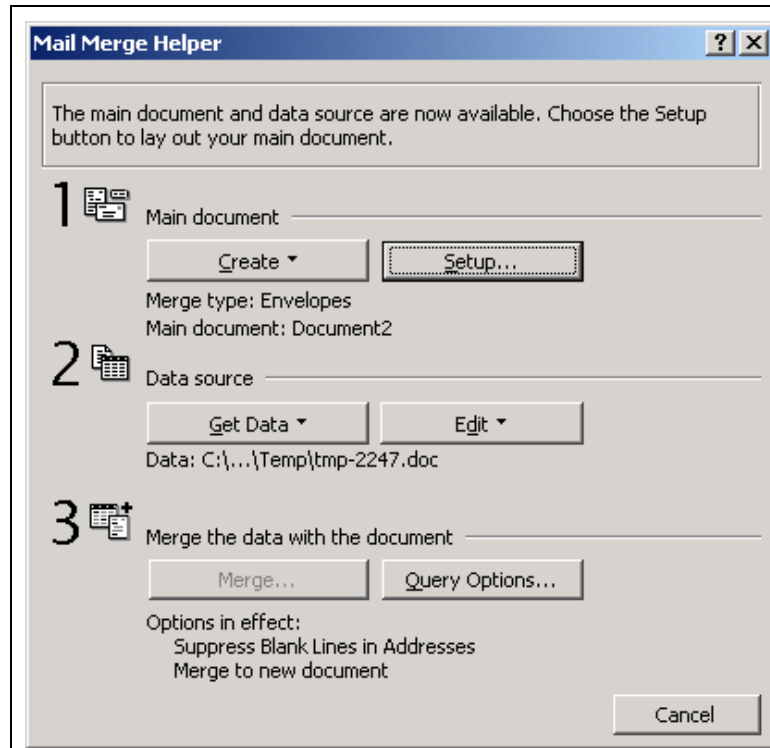 Mail Merge Helper
The main document and data source are now available. Choose the Setup
button to lay out your main document.
1
Main document
Create Setup...
Merge type: Envelopes
Main document: Document2
2
Data source
Get Data Edit
Data: C:\...\Temp\tmp-2247.doc
3
Merge the data with the document
Merge... Query Options...
Options in effect:
Suppress Blank Lines in Addresses
Merge to new document
Cancel